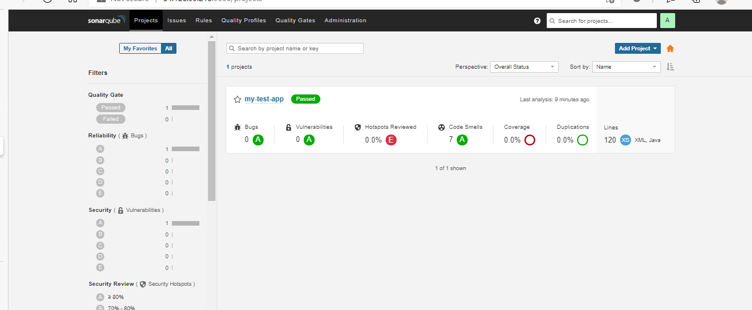 sonarqube Projects Issues Rules Quality Profiles Quality Gates Administration Search for projects... A
My Favorites All
Search by project name or key
Add Project
1 projects
Perspective: Overall Status Sort by: Name
Filters
Quality Gate
Passed 1
Failed 0
Reliability ( Bugs )
A 1
B 0
C 0
D 0
E 0
Security ( Vulnerabilities )
A 1
B 0
C 0
D 0
E 0
Security Review ( Security Hotspots )
A ≥ 80%
B 70% - 80%
my-test-app Passed
Last analysis: 9 minutes ago
Bugs Vulnerabilities Hotspots Reviewed Code Smells Coverage Duplications Lines
0 A 0 A 0.0% E 7 A 0.0% 0.0% 120 XS XML, Java
1 of 1 shown